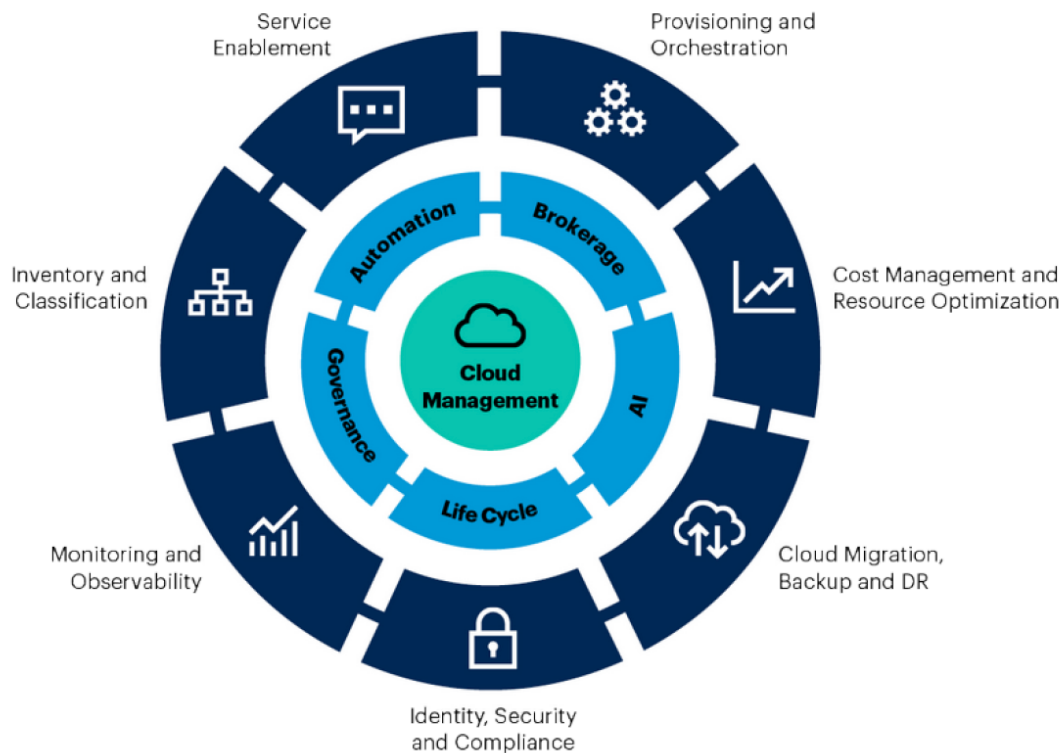 Service
Enablement
Provisioning and
Orchestration
Automation
Brokerage
Inventory and
Classification
Cost Management and
Resource Optimization
Cloud
Management
Governance
AI
Life Cycle
Monitoring and
Observability
Cloud Migration,
Backup and DR
Identity, Security
and Compliance